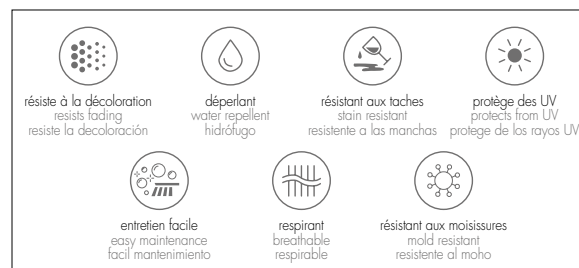 résiste à la décoloration
resists fading
resiste la decoloración
déperlant
water repellent
hidrófugo
résistant aux taches
stain resistant
resistente a las manchas
protège des UV
protects from UV
protege de los rayos UV
entretien facile
easy maintenance
facil mantenimiento
respirant
breathable
respirable
résistant aux moisissures
mold resistant
resistente al moho